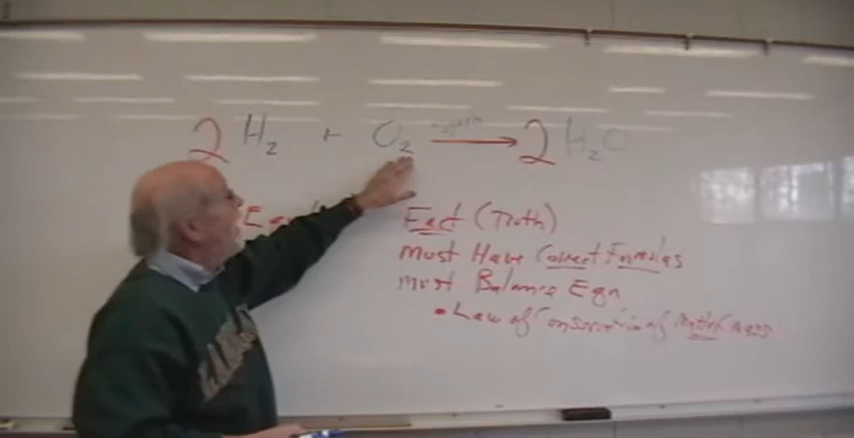 2 H2 + O2 → 2 H2O
Fact (Truth)
must Have Correct Formulas
must Balance Eqn
• Law of Conservation of Matter mass